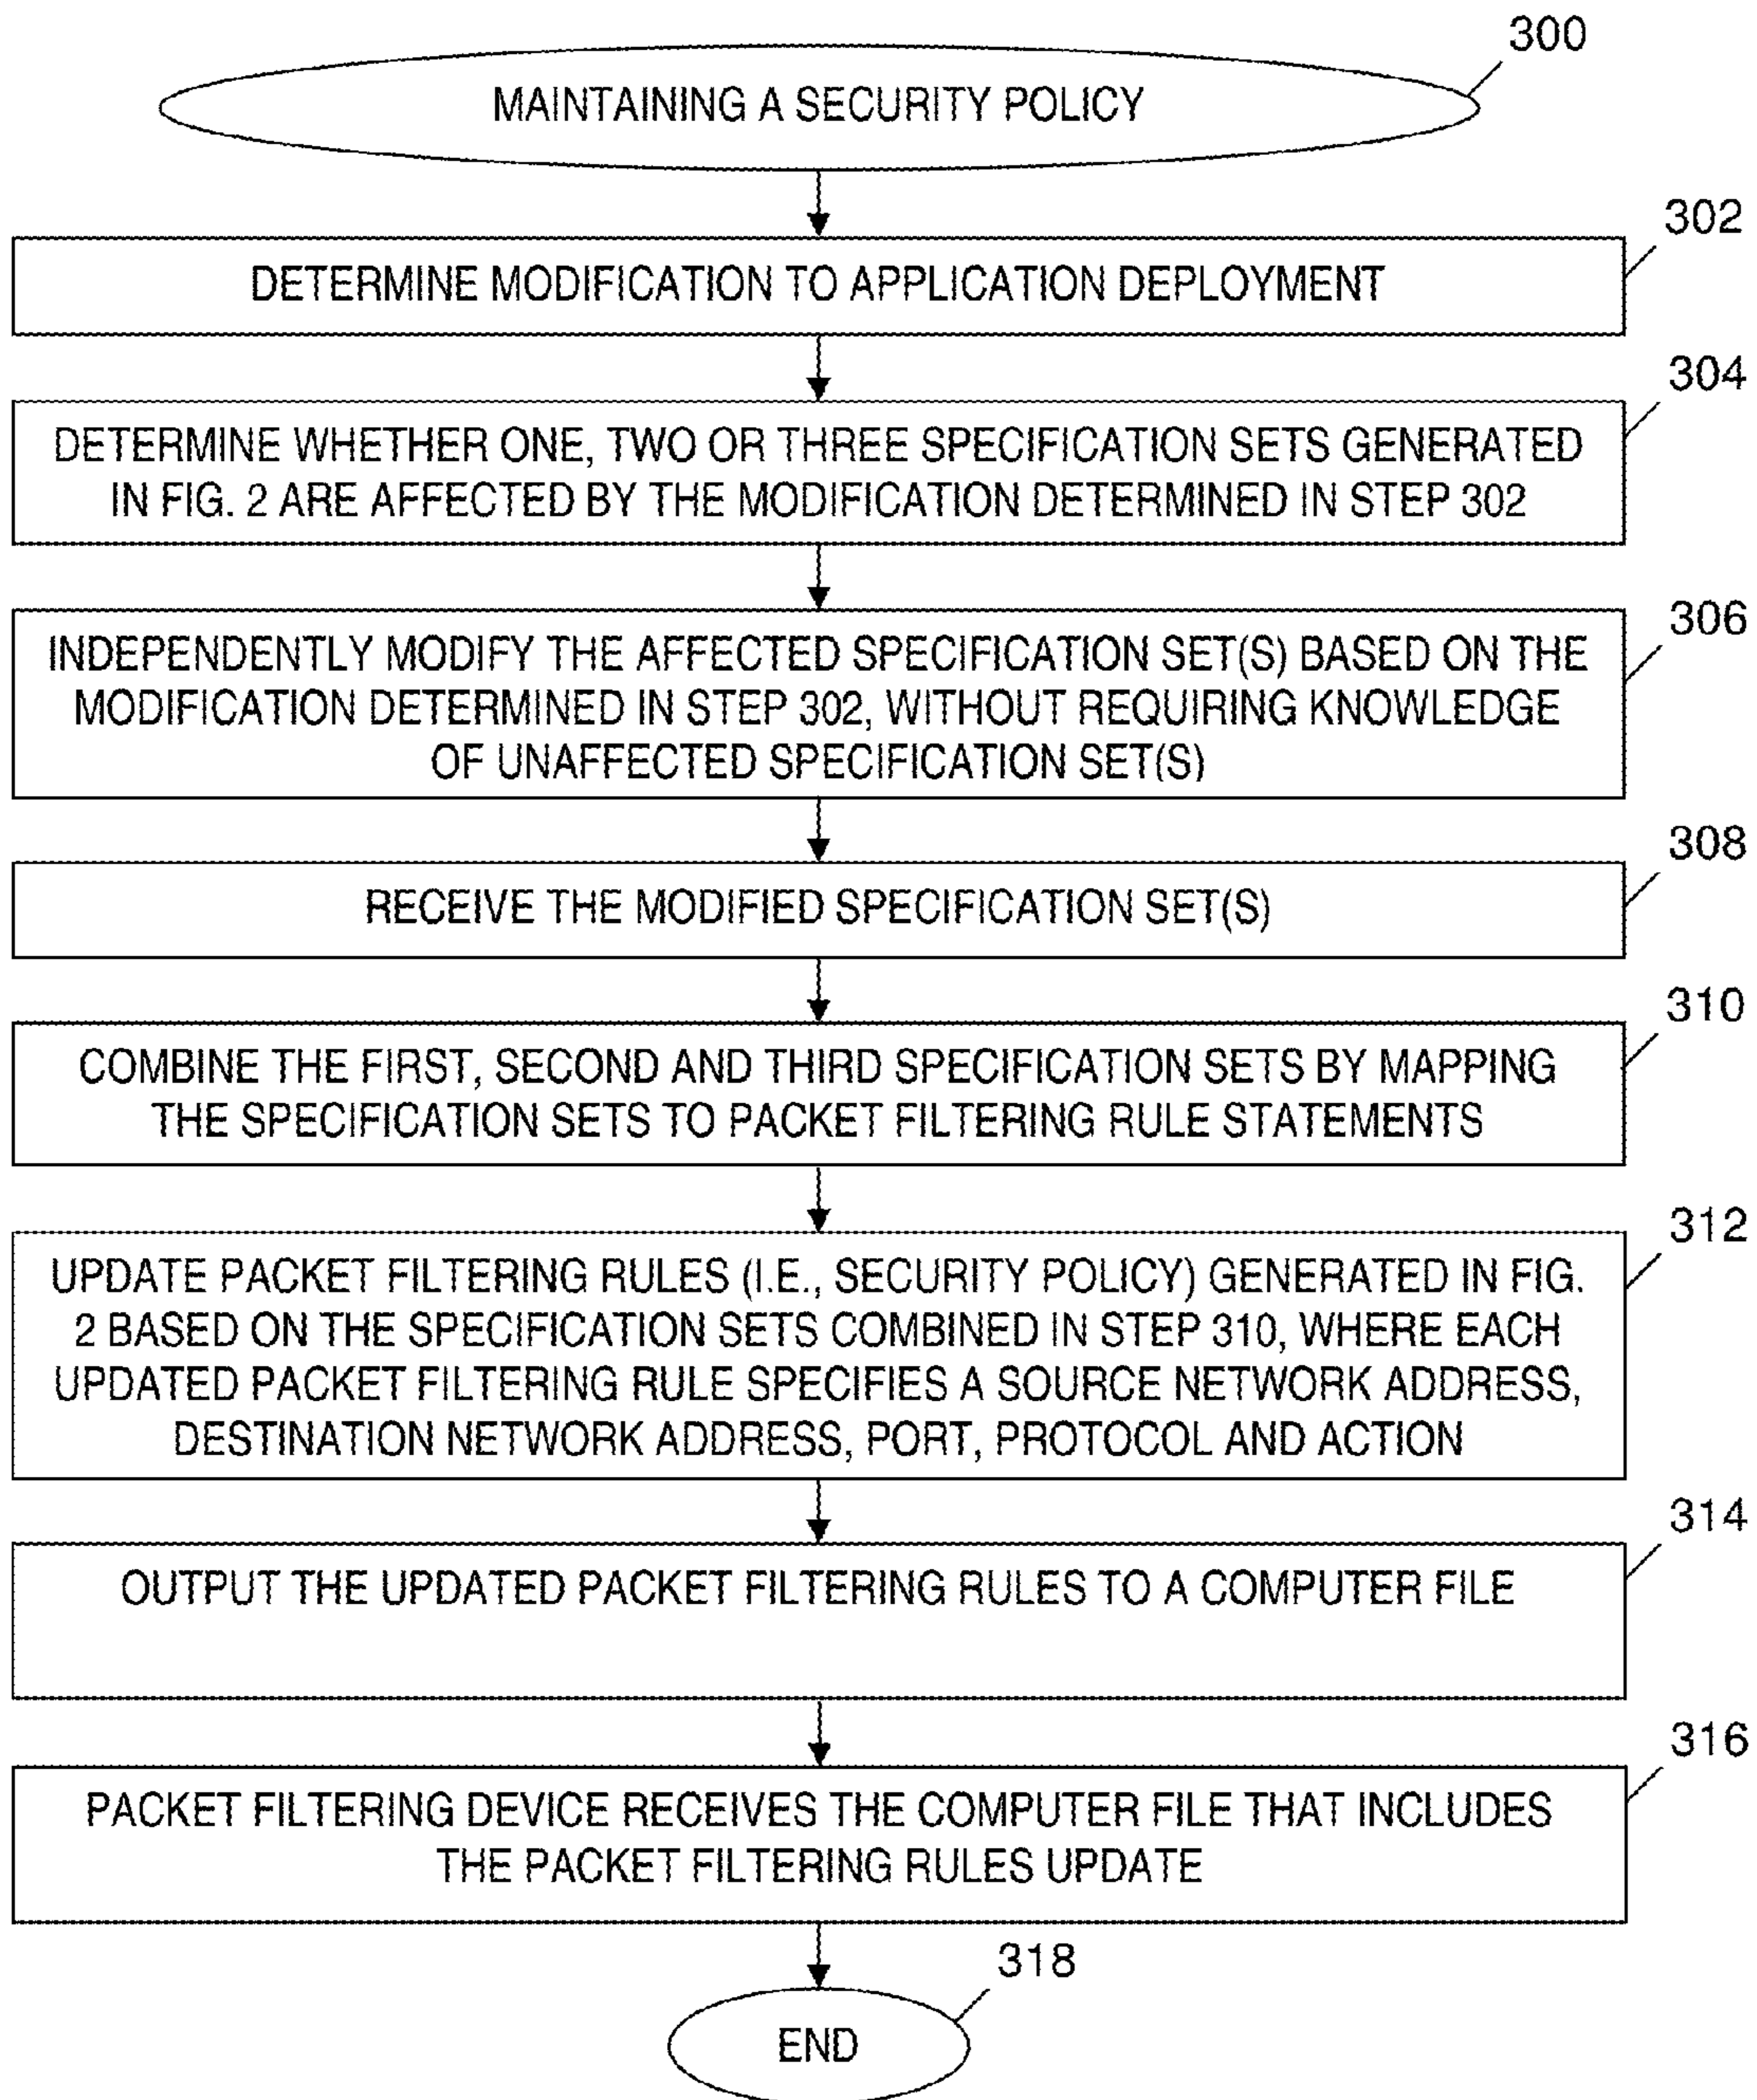 300
MAINTAINING A SECURITY POLICY
302
DETERMINE MODIFICATION TO APPLICATION DEPLOYMENT
304
DETERMINE WHETHER ONE, TWO OR THREE SPECIFICATION SETS GENERATED
IN FIG. 2 ARE AFFECTED BY THE MODIFICATION DETERMINED IN STEP 302
306
INDEPENDENTLY MODIFY THE AFFECTED SPECIFICATION SET(S) BASED ON THE
MODIFICATION DETERMINED IN STEP 302, WITHOUT REQUIRING KNOWLEDGE
OF UNAFFECTED SPECIFICATION SET(S)
308
RECEIVE THE MODIFIED SPECIFICATION SET(S)
310
COMBINE THE FIRST, SECOND AND THIRD SPECIFICATION SETS BY MAPPING
THE SPECIFICATION SETS TO PACKET FILTERING RULE STATEMENTS
312
UPDATE PACKET FILTERING RULES (I.E., SECURITY POLICY) GENERATED IN FIG.
2 BASED ON THE SPECIFICATION SETS COMBINED IN STEP 310, WHERE EACH
UPDATED PACKET FILTERING RULE SPECIFIES A SOURCE NETWORK ADDRESS,
DESTINATION NETWORK ADDRESS, PORT, PROTOCOL AND ACTION
314
OUTPUT THE UPDATED PACKET FILTERING RULES TO A COMPUTER FILE
316
PACKET FILTERING DEVICE RECEIVES THE COMPUTER FILE THAT INCLUDES
THE PACKET FILTERING RULES UPDATE
318
END